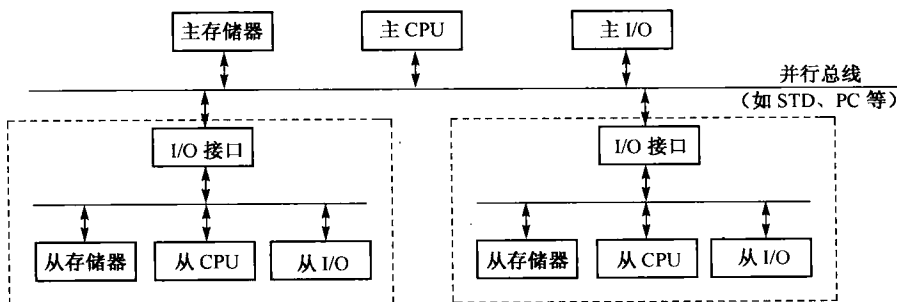 主存储器
主 CPU
主 I/O
并行总线
（如 STD、PC 等）
I/O 接口
I/O 接口
从存储器
从 CPU
从 I/O
从存储器
从 CPU
从 I/O